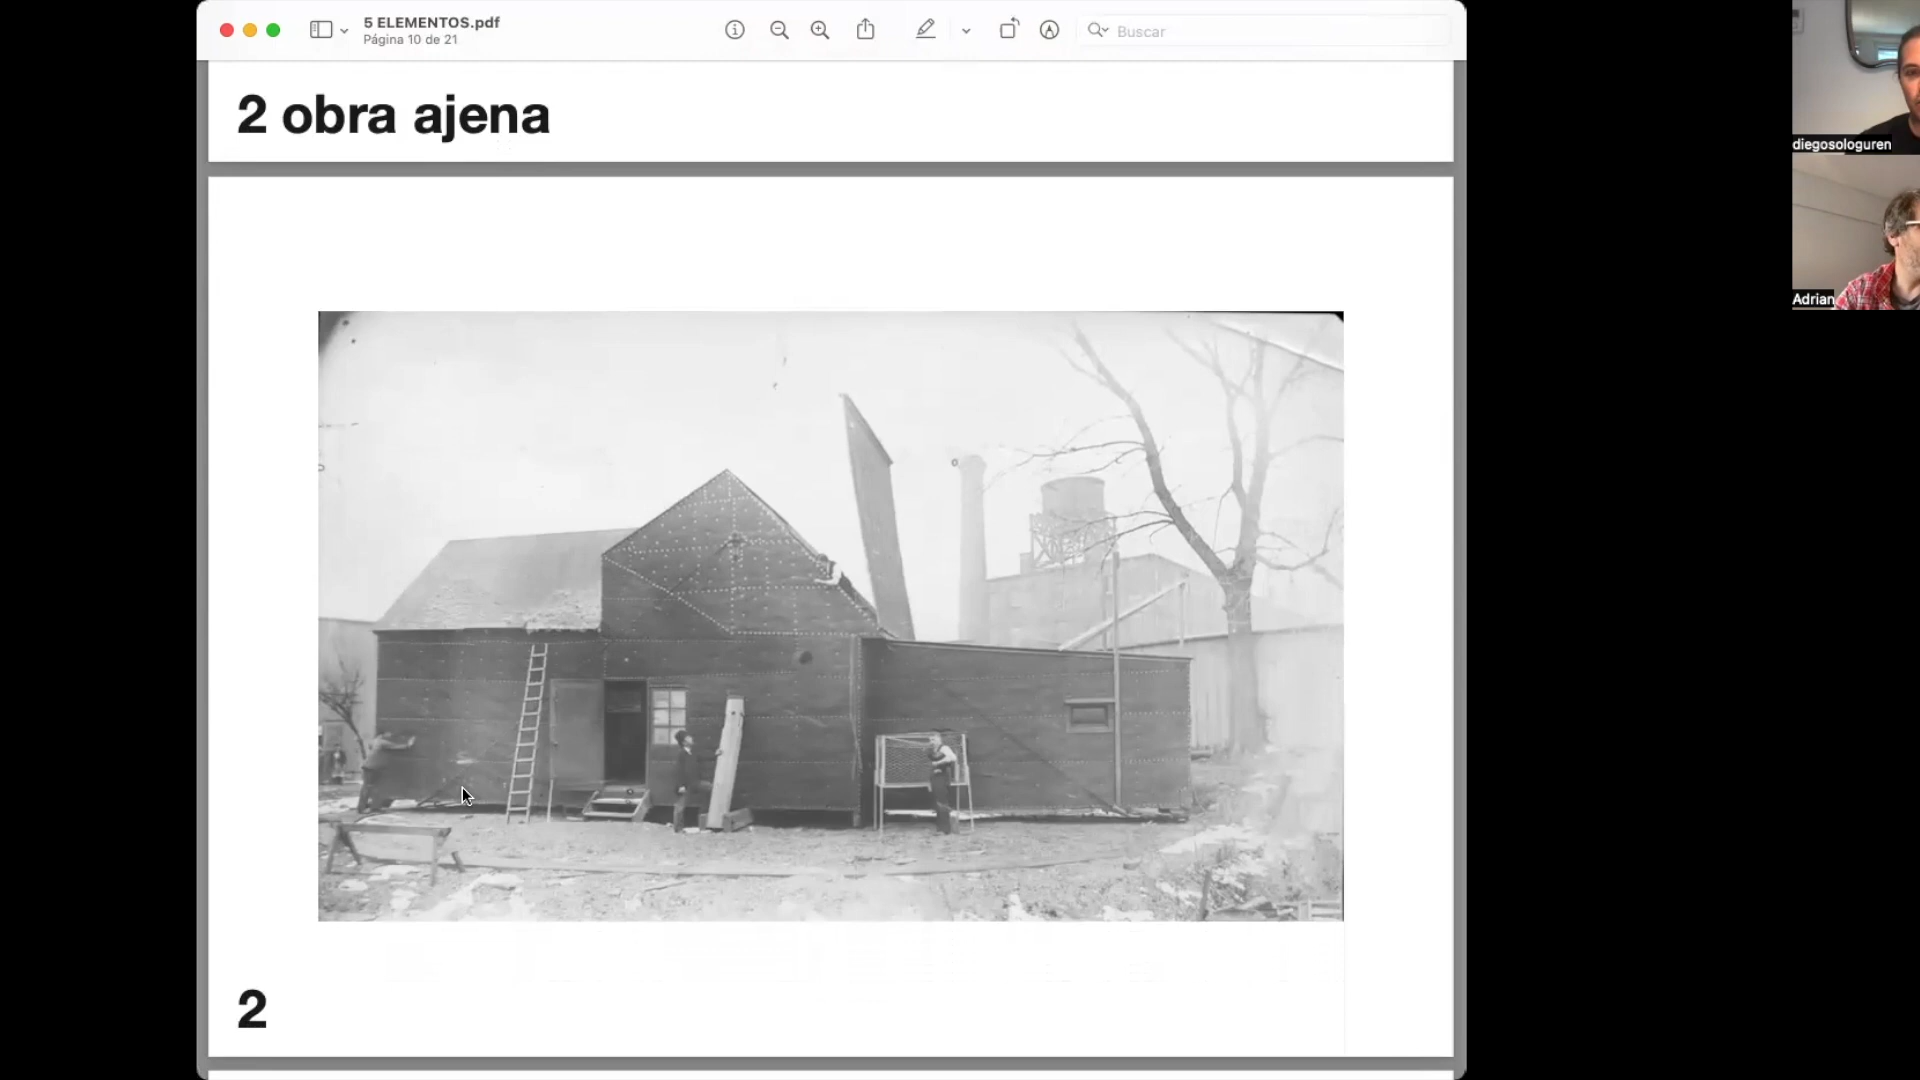 5 ELEMENTOS.pdf
Página 10 de 21
Buscar
2 obra ajena
2
diegosologuren
Adrian